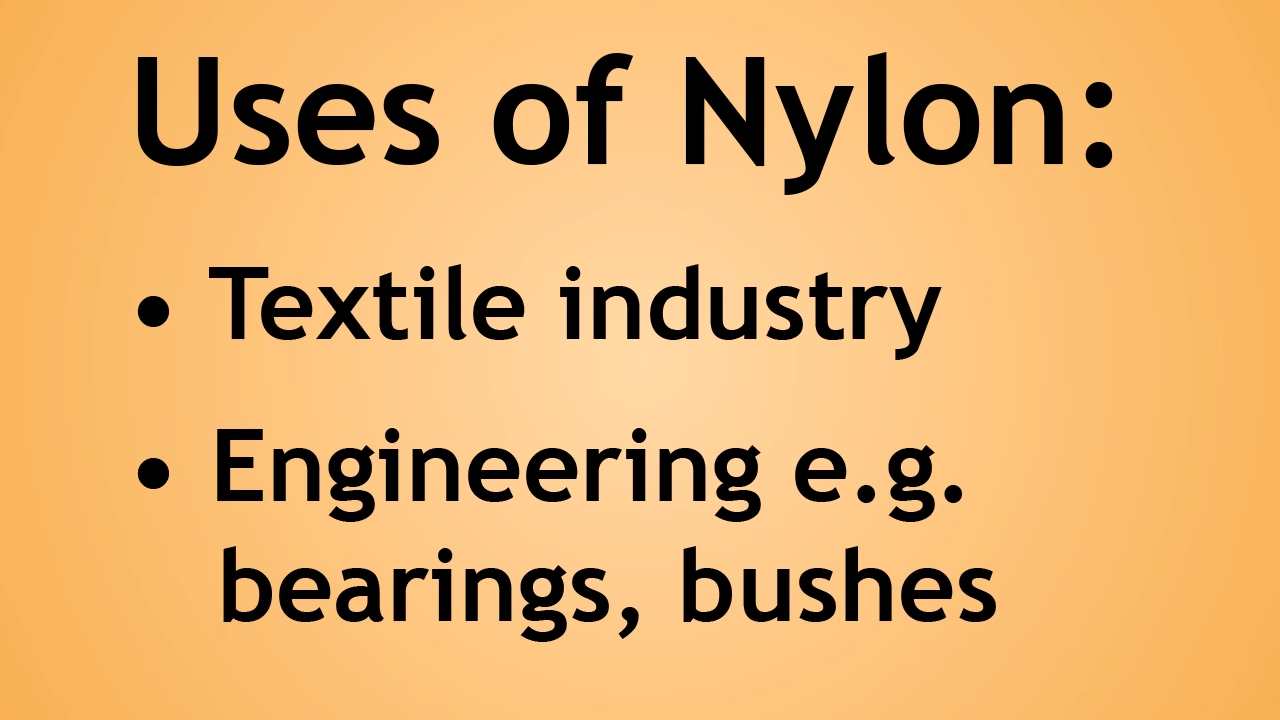 Uses of Nylon:
• Textile industry
• Engineering e.g.
bearings, bushes